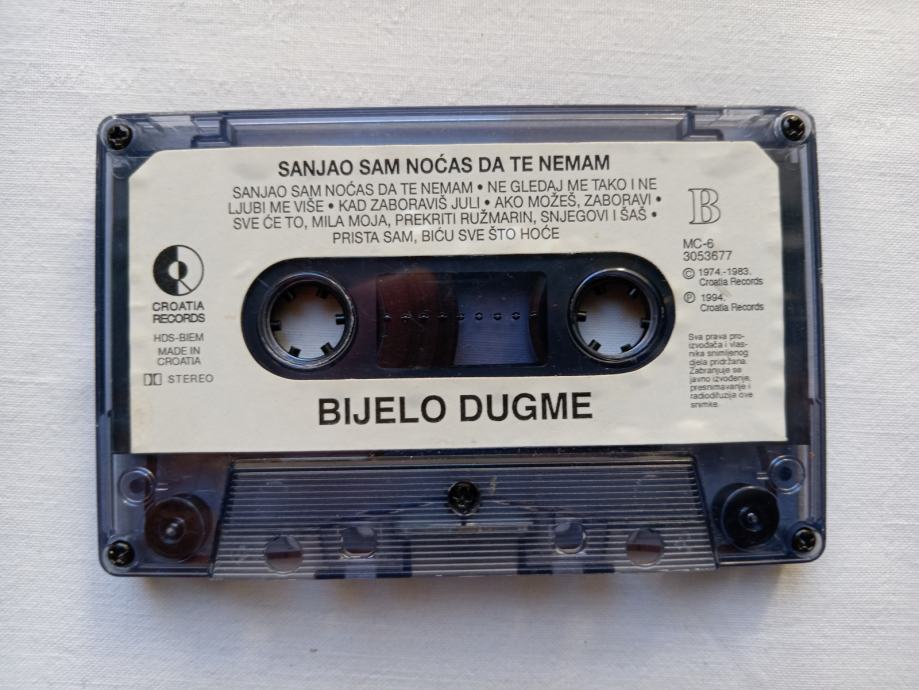 SANJAO SAM NOĆAS DA TE NEMAM
SANJAO SAM NOĆAS DA TE NEMAM • NE GLEDAJ ME TAKO I NE
LJUBI ME VIŠE • KAD ZABORAVIŠ JULI • AKO MOŽEŠ, ZABORAVI •
SVE ĆE TO, MILA MOJA, PREKRITI RUŽMARIN, SNJEGOVI I ŠAŠ •
PRISTA SAM, BIĆU SVE ŠTO HOĆE
B
MC-6
3053677
© 1974.-1983.
Croatia Records
℗ 1994.
Croatia Records
CROATIA
RECORDS
HDS-BIEM
MADE IN
CROATIA
STEREO
Sva prava pro-
izvođača i vlas-
nika snimljenog
djela pridržana.
Zabranjuje se
javno izvođenje,
presnimavanje i
radiodifuzija ove
snimke.
BIJELO DUGME